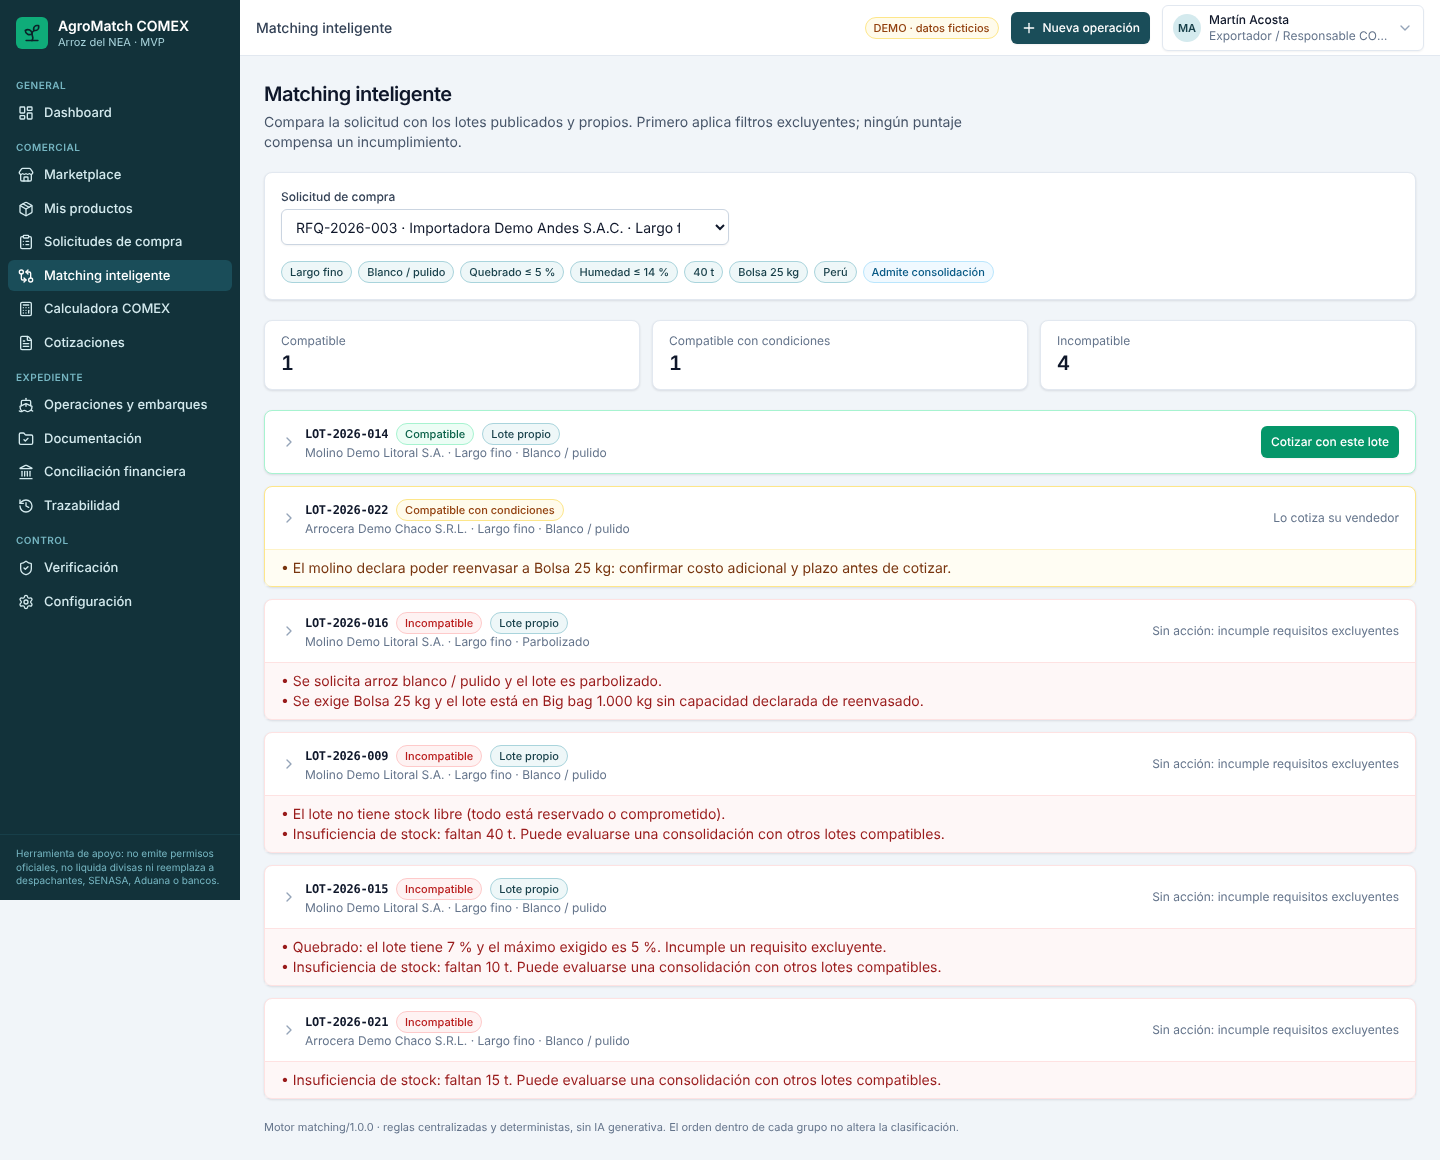 AgroMatch COMEX
Arroz del NEA · MVP
GENERAL
Dashboard
COMERCIAL
Marketplace
Mis productos
Solicitudes de compra
Matching inteligente
Calculadora COMEX
Cotizaciones
EXPEDIENTE
Operaciones y embarques
Documentación
Conciliación financiera
Trazabilidad
CONTROL
Verificación
Configuración
Herramienta de apoyo: no emite permisos
oficiales, no liquida divisas ni reemplaza a
despachantes, SENASA, Aduana o bancos.
Matching inteligente
DEMO · datos ficticios
Nueva operación
MA
Martín Acosta
Exportador / Responsable CO...
Matching inteligente
Compara la solicitud con los lotes publicados y propios. Primero aplica filtros excluyentes; ningún puntaje
compensa un incumplimiento.
Solicitud de compra
RFQ-2026-003 · Importadora Demo Andes S.A.C. · Largo f
Largo fino
Blanco / pulido
Quebrado ≤ 5 %
Humedad ≤ 14 %
40 t
Bolsa 25 kg
Perú
Admite consolidación
Compatible
1
Compatible con condiciones
1
Incompatible
4
LOT-2026-014 Compatible Lote propio
Molino Demo Litoral S.A. · Largo fino · Blanco / pulido
Cotizar con este lote
LOT-2026-022 Compatible con condiciones
Arrocera Demo Chaco S.R.L. · Largo fino · Blanco / pulido
Lo cotiza su vendedor
• El molino declara poder reenvasar a Bolsa 25 kg: confirmar costo adicional y plazo antes de cotizar.
LOT-2026-016 Incompatible Lote propio
Molino Demo Litoral S.A. · Largo fino · Parbolizado
Sin acción: incumple requisitos excluyentes
• Se solicita arroz blanco / pulido y el lote es parbolizado.
• Se exige Bolsa 25 kg y el lote está en Big bag 1.000 kg sin capacidad declarada de reenvasado.
LOT-2026-009 Incompatible Lote propio
Molino Demo Litoral S.A. · Largo fino · Blanco / pulido
Sin acción: incumple requisitos excluyentes
• El lote no tiene stock libre (todo está reservado o comprometido).
• Insuficiencia de stock: faltan 40 t. Puede evaluarse una consolidación con otros lotes compatibles.
LOT-2026-015 Incompatible Lote propio
Molino Demo Litoral S.A. · Largo fino · Blanco / pulido
Sin acción: incumple requisitos excluyentes
• Quebrado: el lote tiene 7 % y el máximo exigido es 5 %. Incumple un requisito excluyente.
• Insuficiencia de stock: faltan 10 t. Puede evaluarse una consolidación con otros lotes compatibles.
LOT-2026-021 Incompatible
Arrocera Demo Chaco S.R.L. · Largo fino · Blanco / pulido
Sin acción: incumple requisitos excluyentes
• Insuficiencia de stock: faltan 15 t. Puede evaluarse una consolidación con otros lotes compatibles.
Motor matching/1.0.0 · reglas centralizadas y deterministas, sin IA generativa. El orden dentro de cada grupo no altera la clasificación.